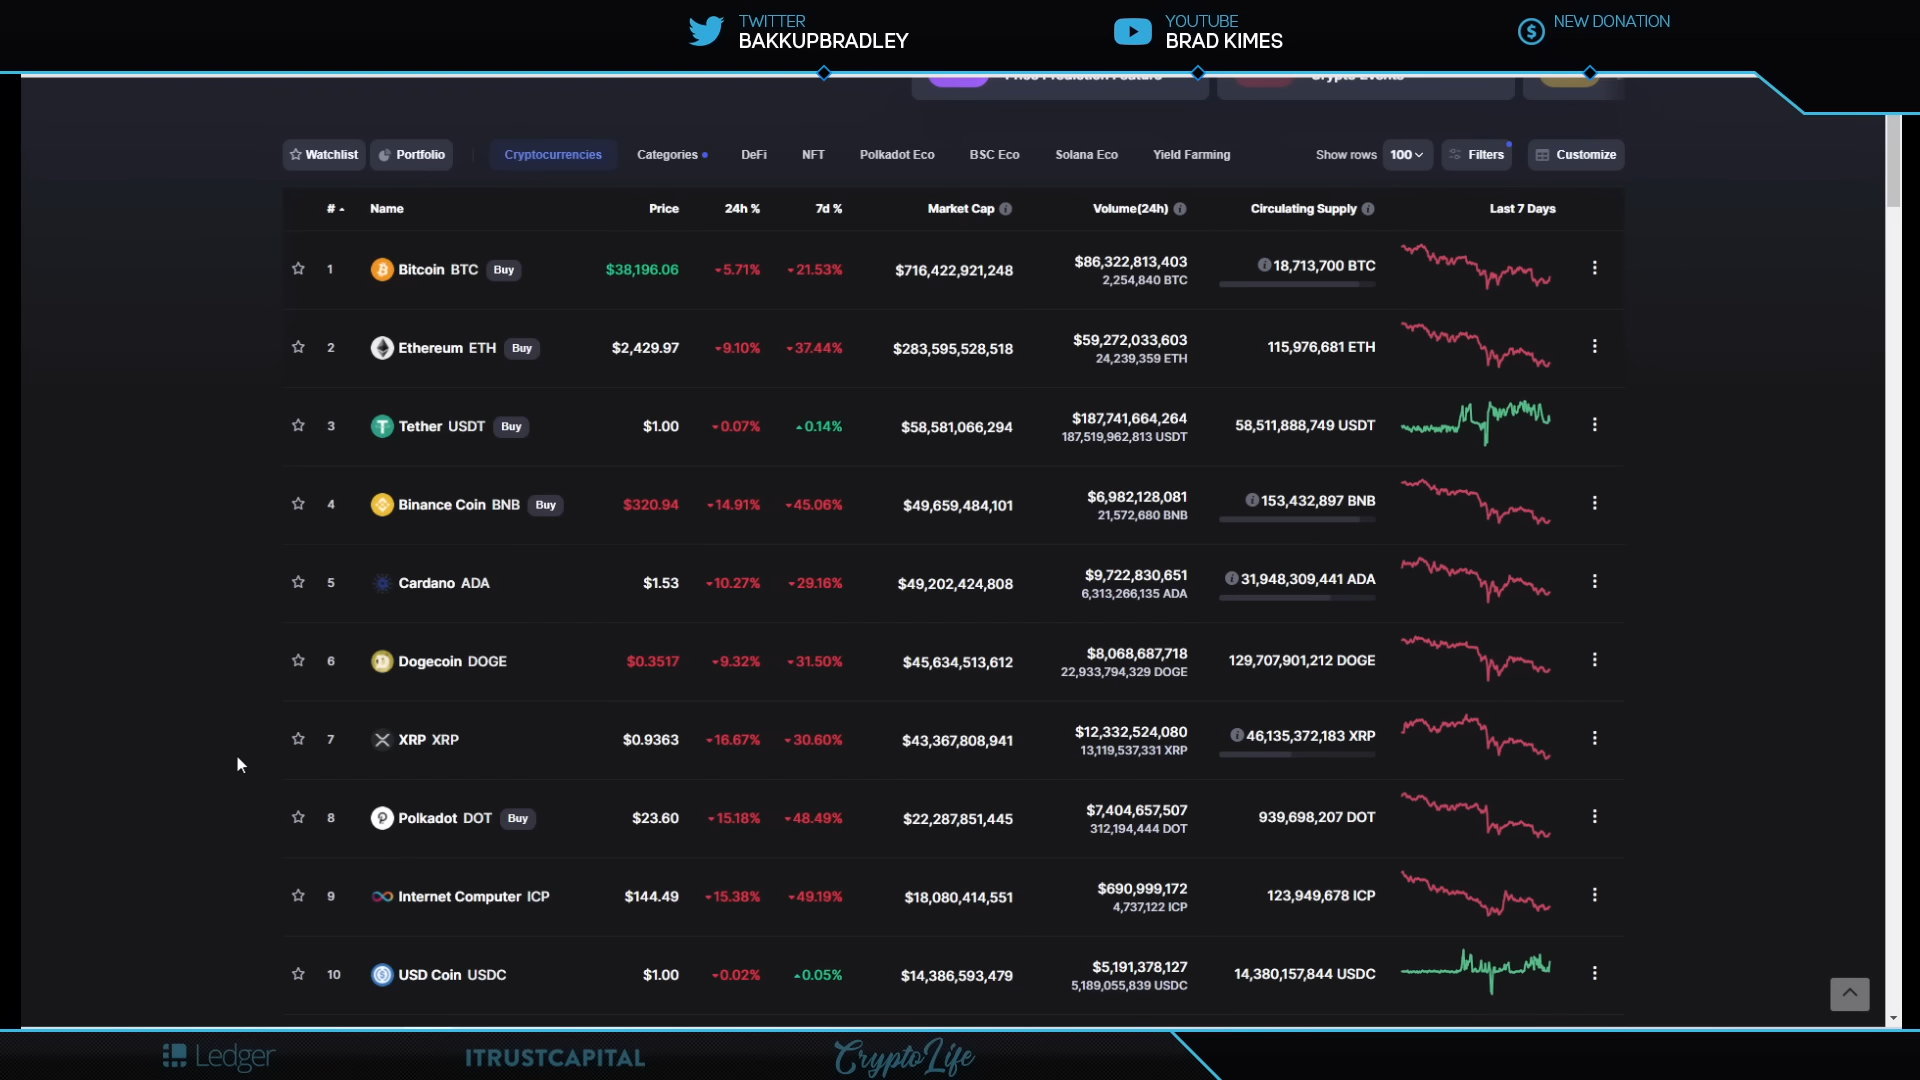 TWITTER
BAKKUPBRADLEY
YOUTUBE
BRAD KIMES
NEW DONATION
Price Prediction Feature
Crypto Events
Watchlist Portfolio Cryptocurrencies Categories DeFi NFT Polkadot Eco BSC Eco Solana Eco Yield Farming Show rows 100 Filters Customize
# Name Price 24h % 7d % Market Cap Volume(24h) Circulating Supply Last 7 Days
1 Bitcoin BTC Buy $38,196.06 5.71% 21.53% $716,422,921,248 $86,322,813,403 18,713,700 BTC
2,254,840 BTC
2 Ethereum ETH Buy $2,429.97 9.10% 37.44% $283,595,528,518 $59,272,033,603 115,976,681 ETH
24,239,359 ETH
3 Tether USDT Buy $1.00 0.07% 0.14% $58,581,066,294 $187,741,664,264 58,511,888,749 USDT
187,519,962,813 USDT
4 Binance Coin BNB Buy $320.94 14.91% 45.06% $49,659,484,101 $6,982,128,081 153,432,897 BNB
21,572,680 BNB
5 Cardano ADA $1.53 10.27% 29.16% $49,202,424,808 $9,722,830,651 31,948,309,441 ADA
6,313,266,135 ADA
6 Dogecoin DOGE $0.3517 9.32% 31.50% $45,634,513,612 $8,068,687,718 129,707,901,212 DOGE
22,933,794,329 DOGE
7 XRP XRP $0.9363 16.67% 30.60% $43,367,808,941 $12,332,524,080 46,135,372,183 XRP
13,119,537,331 XRP
8 Polkadot DOT Buy $23.60 15.18% 48.49% $22,287,851,445 $7,404,657,507 939,698,207 DOT
312,194,444 DOT
9 Internet Computer ICP $144.49 15.38% 49.19% $18,080,414,551 $690,999,172 123,949,678 ICP
4,737,122 ICP
10 USD Coin USDC $1.00 0.02% 0.05% $14,386,593,479 $5,191,378,127 14,380,157,844 USDC
5,189,055,839 USDC
Ledger ITRUSTCAPITAL CryptoLife